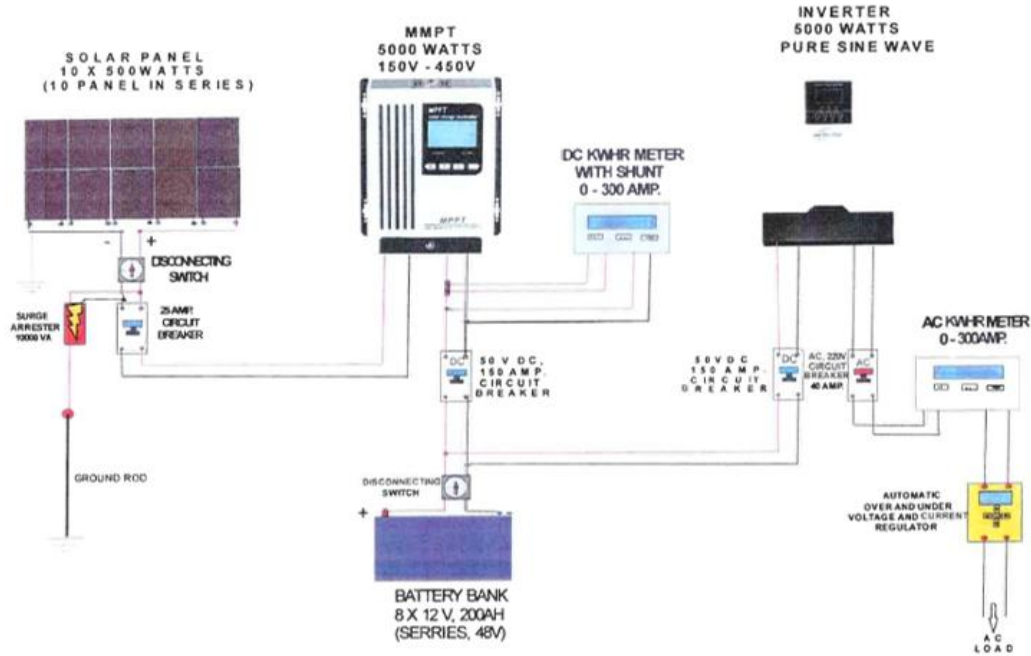 SOLAR PANEL
10 X 500WATTS
(10 PANEL IN SERIES)
MMPT
5000 WATTS
150V - 450V
INVERTER
5000 WATTS
PURE SINE WAVE
MPPT
MPPT
DC KWHR METER
WITH SHUNT
0 - 300 AMP.
-
+
DISCONNECTING
SWITCH
SURGE
ARRESTER
10000 VA
25 AMP.
CIRCUIT
BREAKER
DC
50 V DC,
150 AMP.
CIRCUIT
BREAKER
50V DC
150 AMP.
CIRCUIT
BREAKER
DC
AC, 220V
CIRCUIT
BREAKER
40 AMP.
AC
AC KWHR METER
0 - 300AMP.
GROUND ROD
DISCONNECTING
SWITCH
+
AUTOMATIC
OVER AND UNDER
VOLTAGE AND CURRENT
REGULATOR
BATTERY BANK
8 X 12 V, 200AH
(SERRIES, 48V)
AC
LOAD